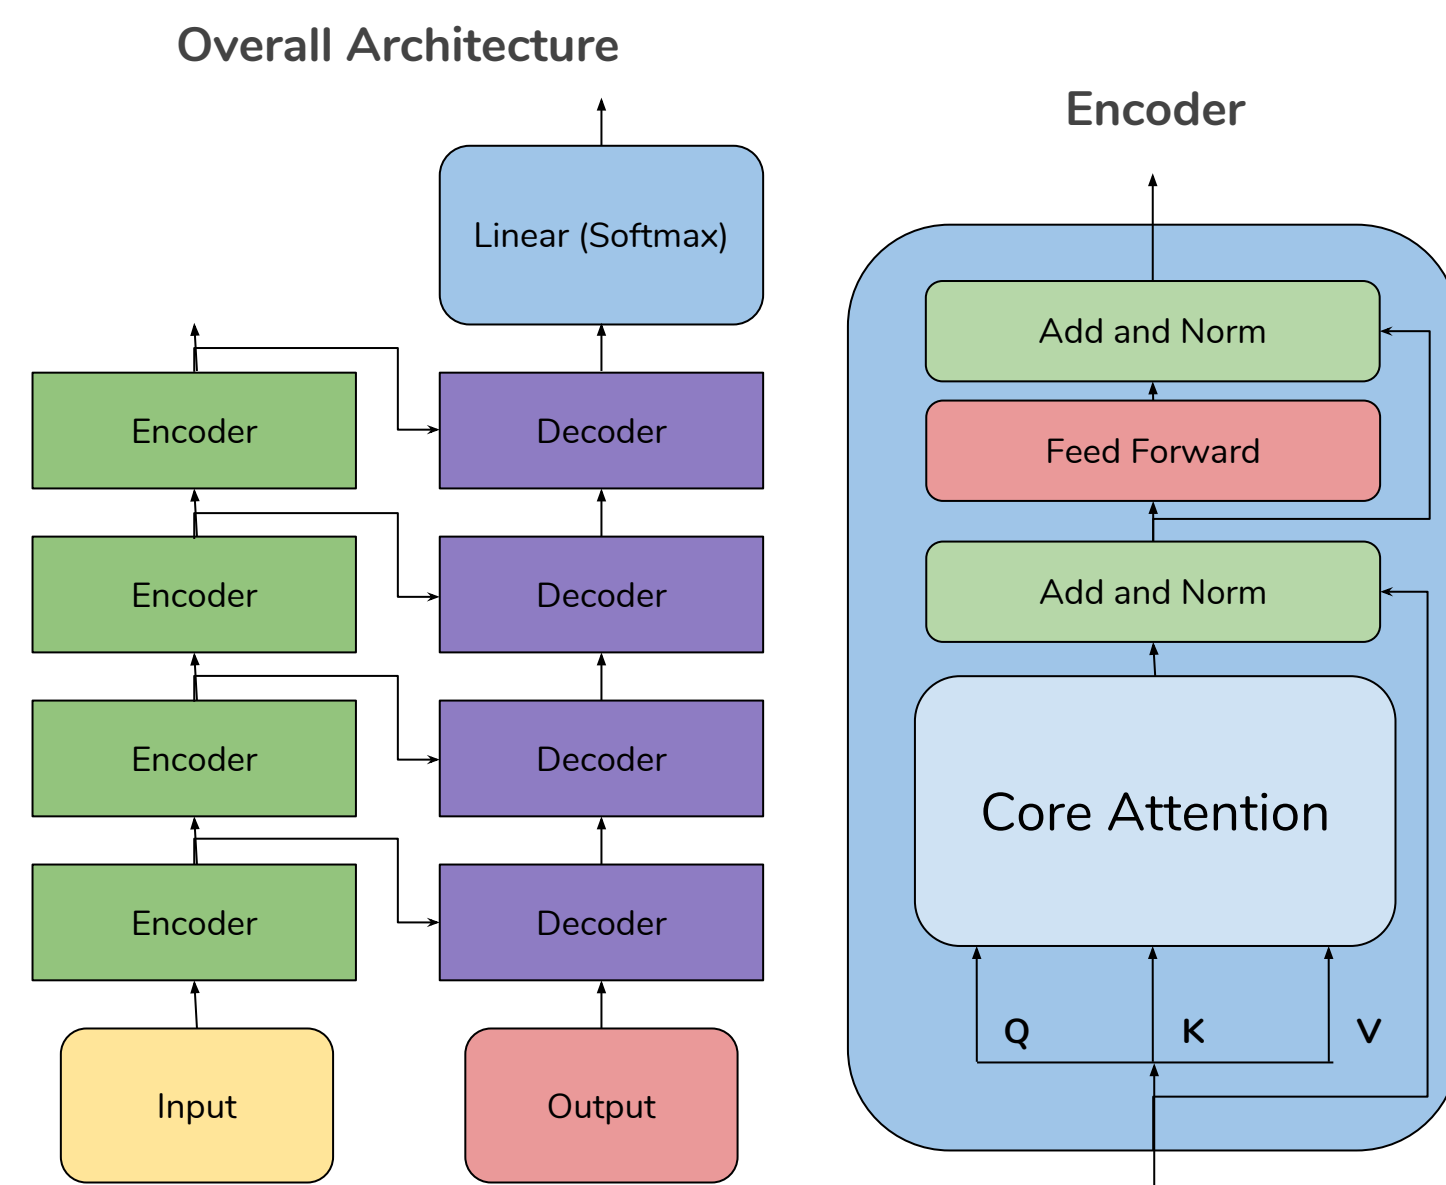 Overall Architecture
Linear (Softmax)
Encoder
Decoder
Encoder
Decoder
Encoder
Decoder
Encoder
Decoder
Input
Output
Encoder
Add and Norm
Feed Forward
Add and Norm
Core Attention
Q
K
V